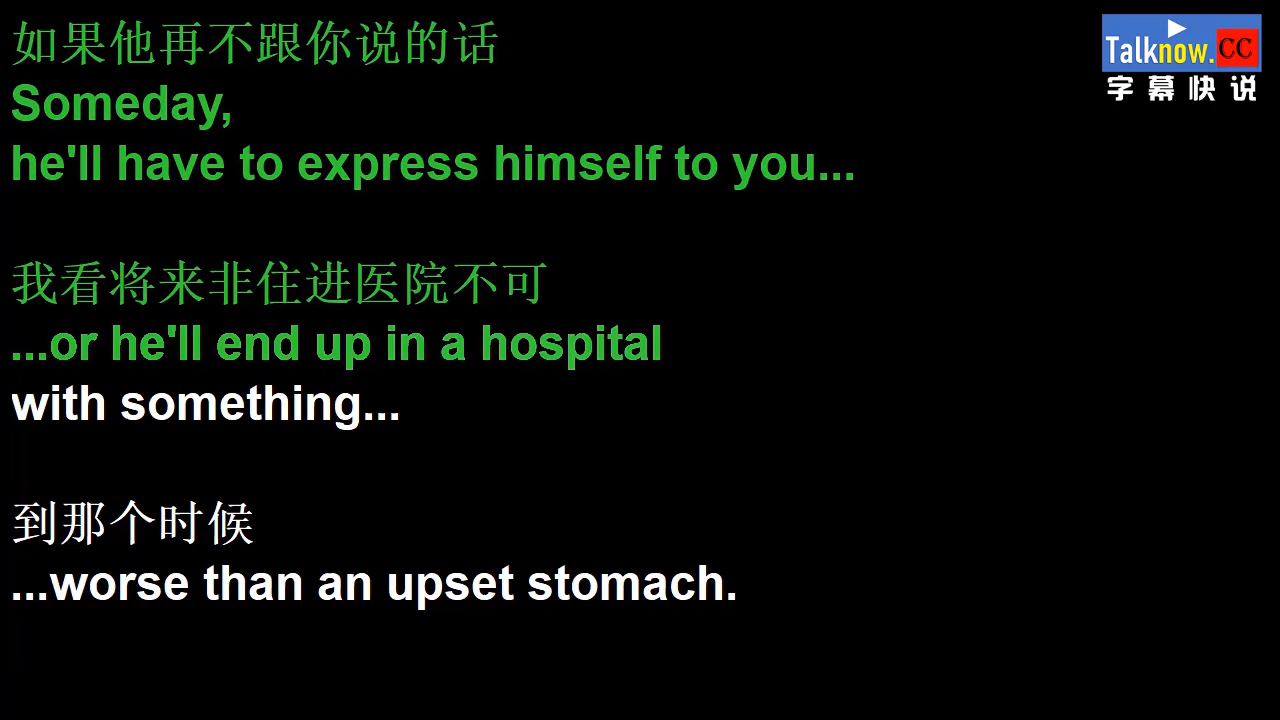 如果他再不跟你说的话
Someday,
he'll have to express himself to you...
我看将来非住进医院不可
...or he'll end up in a hospital
with something...
到那个时候
...worse than an upset stomach.
Talknow.CC
字幕快说